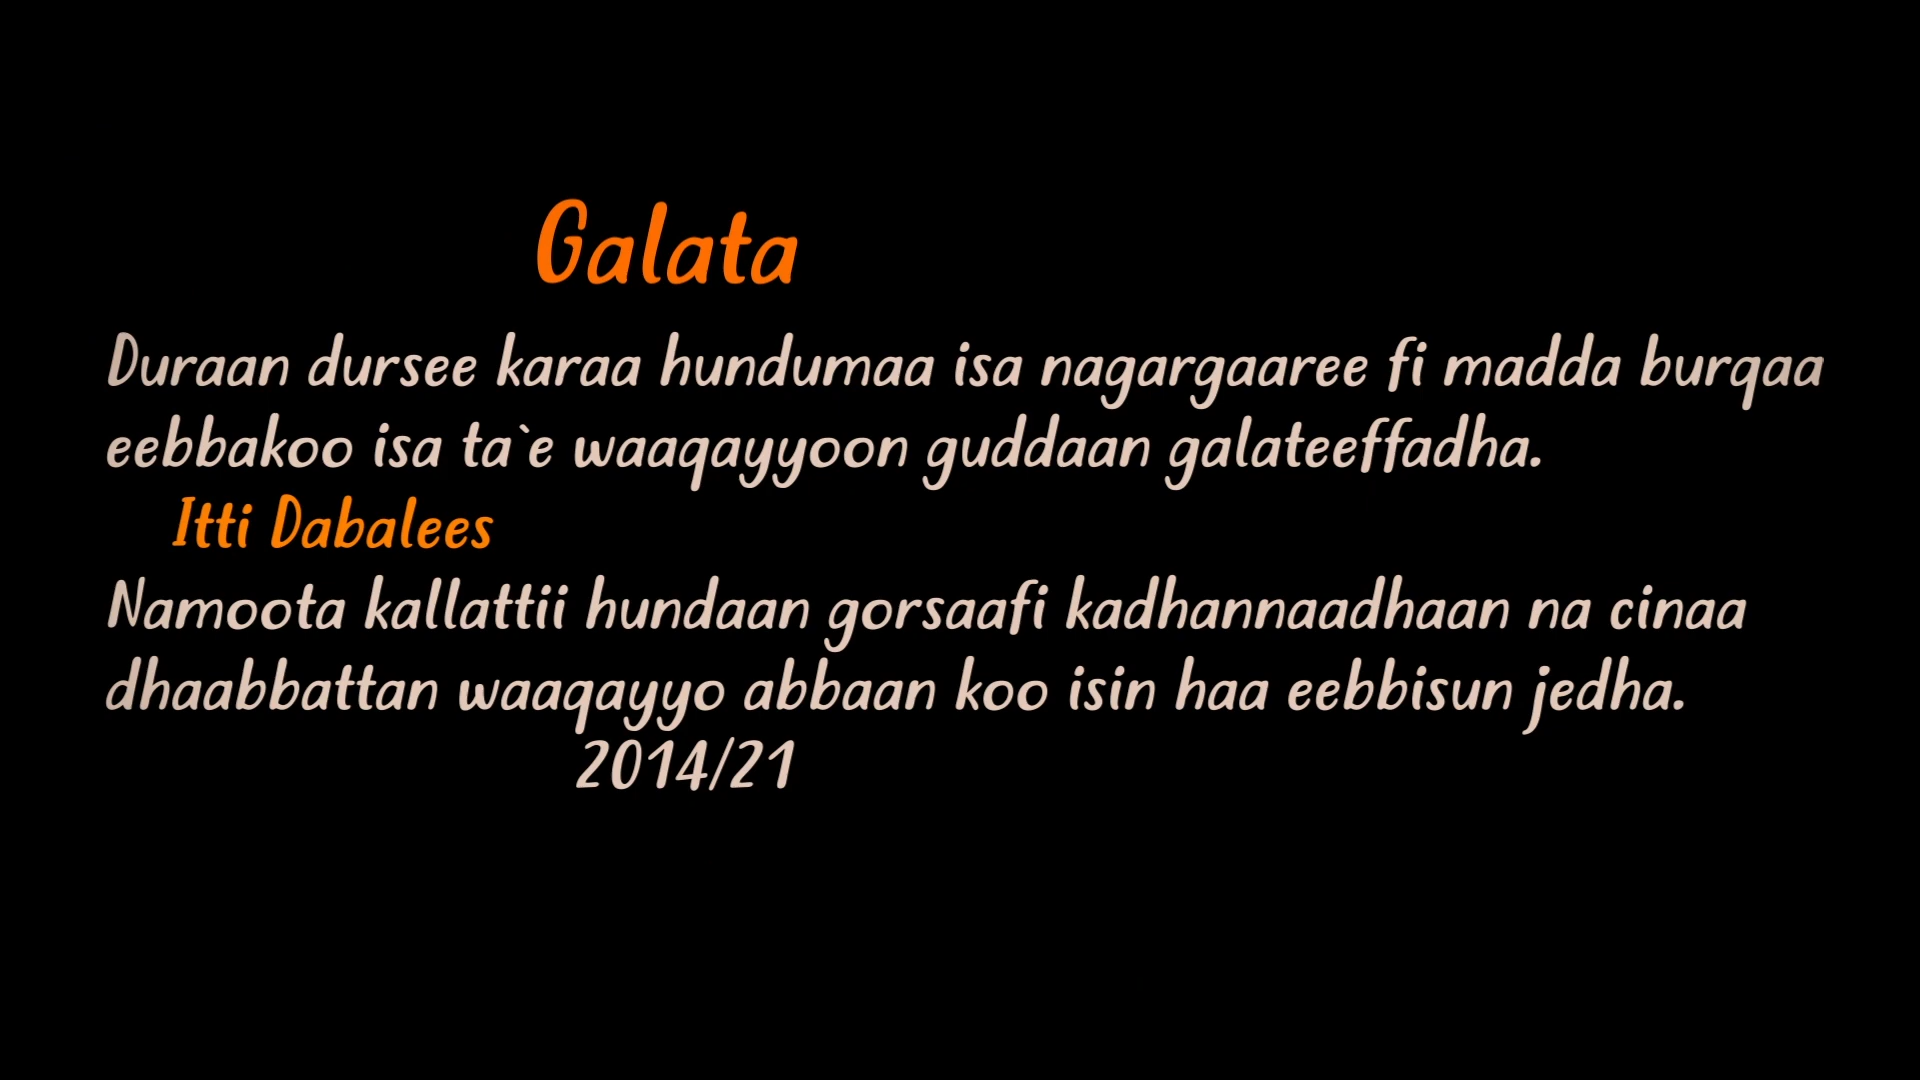 Galata
Duraan dursee karaa hundumaa isa nagargaaree fi madda burqaa
eebbakoo isa ta`e waaqayyoon guddaan galateeffadha.
Itti Dabalees
Namoota kallattii hundaan gorsaafi kadhannaadhaan na cinaa
dhaabbattan waaqayyo abbaan koo isin haa eebbisun jedha.
2014/21